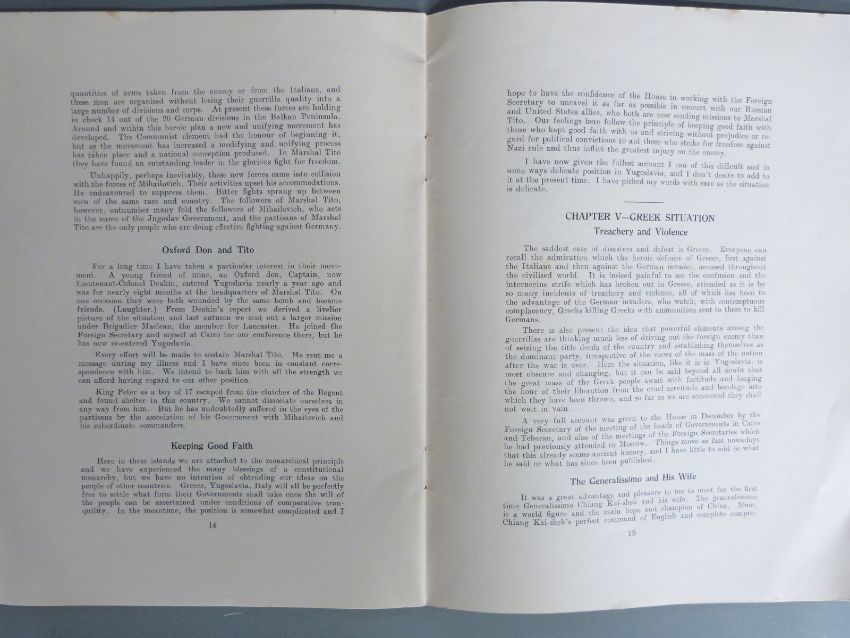 quantities of arms taken from the enemy or from the Italians, and
these men are organised without losing their guerrilla quality into a
large number of divisions and corps. At present these forces are holding
in check 14 out of the 20 German divisions in the Balkan Peninsula.
Around and within this heroic plan a new and unifying movement has
developed. The Communist element had the honour of beginning it,
but as the movement has increased a modifying and unifying process
has taken place and a national conception produced. In Marshal Tito
they have found an outstanding leader in the glorious fight for freedom.
Unhappily, perhaps inevitably, these new forces came into collision
with the forces of Mihailovich. Their activities upset his accommodations.
He endeavoured to suppress them. Bitter fights sprang up between
men of the same race and country. The followers of Marshal Tito,
however, outnumber many fold the followers of Mihailovich, who acts
in the name of the Jugoslav Government, and the partisans of Marshal
Tito are the only people who are doing effective fighting against Germany.
Oxford Don and Tito
For a long time I have taken a particular interest in their move-
ment. A young friend of mine, an Oxford don, Captain, now
Lieutenant-Colonel Deakin, entered Yugoslavia nearly a year ago and
was for nearly eight months at the headquarters of Marshal Tito. On
one occasion they were both wounded by the same bomb and became
friends. (Laughter.) From Deakin's report we derived a livelier
picture of the situation and last autumn we sent out a larger mission
under Brigadier Maclean, the member for Lancaster. Ha joined the
Foreign Secretary and myself at Cairo for our conference there, but he
has now re-entered Yugoslavia.
Every effort will be made to sustain Marshal Tito. He sent me a
message during my illness and I have since been in constant corre-
spondence with him. We intend to back him with all the strength we
can afford having regard to our other position.
King Peter as a boy of 17 escaped from the clutches of the Regent
and found shelter in this country. We cannot dissociate ourselves in
any way from him. But he has undoubtedly suffered in the eyes of the
partisans by the association of his Government with Mihailovich and
his subordinate commanders.
Keeping Good Faith
Here in these islands we are attached to the monarchical principle
and we have experienced the many blessings of a constitutional
monarchy, but we have no intention of obtruding our ideas on the
people of other countries. Greece, Yugoslavia, Italy will all be perfectly
free to settle what form their Governments shall take once the will of
the people can be ascertained under conditions of comparative tran-
quility. In the meantime, the position is somewhat complicated and I
14
hope to have the confidence of the House in working with the Foreign
Secretary to unravel it as far as possible in concert with our Russian
and United States allies, who both are now sending missions to Marshal
Tito. Our feelings here follow the principle of keeping good faith with
those who kept good faith with us and striving without prejudice or re-
gard for political convictions to aid those who strike for freedom against
Nazi rule and thus inflict the greatest injury on the enemy.
I have now given the fullest account I can of this difficult and in
some ways delicate position in Yugoslavia, and I don't desire to add to
it at the present time. I have picked my words with care as the situation
is delicate.
CHAPTER V—GREEK SITUATION
Treachery and Violence
The saddest case of disasters and defeat is Greece. Everyone can
recall the admiration which the heroic defence of Greece, first against
the Italians and then against the German invader, aroused throughout
the civilised world. It is indeed painful to see the confusion and the
internecine strife which has broken out in Greece, attended as it is by
so many incidents of treachery and violence, all of which has been to
the advantage of the German invaders, who watch, with contemptuous
complacency, Greeks killing Greeks with ammunition sent to them to kill
Germans.
There is also present the idea that powerful elements among the
guerrillas are thinking much less of driving out the foreign enemy than
of seizing the title deeds of the country and establishing themselves as
the dominant party, irrespective of the views of the mass of the nation
after the war is over. Here the situation, like it is in Yugoslavia, is
most obscure and changing, but it can be said beyond all doubt that
the great mass of the Greek people await with fortitude and longing
the hour of their liberation from the cruel servitude and bondage into
which they have been thrown, and so far as we are concerned they shall
not wait in vain.
A very full account was given to the House in December by the
Foreign Secretary of the meeting of the heads of Governments in Cairo
and Teheran, and also of the meetings of the Foreign Secretaries which
he had previously attended in Moscow. Things move so fast nowadays
that this already seems ancient history, and I have little to add to what
he said or what has since been published.
The Generalissimo and His Wife
It was a great advantage and pleasure to me to meet for the first
time Generalissimo Chiang Kai-shek and his wife. The generalissimo
is a world figure and the main hope and champion of China. Mme.
Chiang Kai-shek's perfect command of English and complete compre-
15